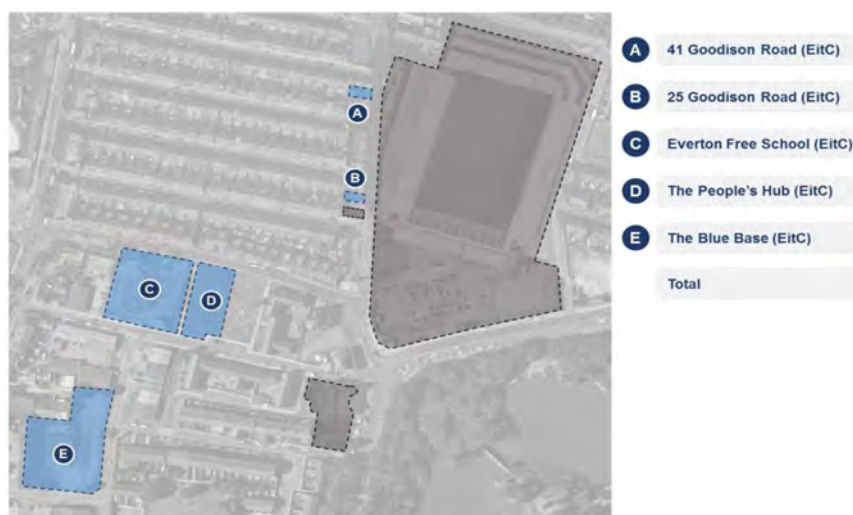 A 41 Goodison Road (EitC)
B 25 Goodison Road (EitC)
C Everton Free School (EitC)
D The People's Hub (EitC)
E The Blue Base (EitC)
Total
A
B
C
D
E